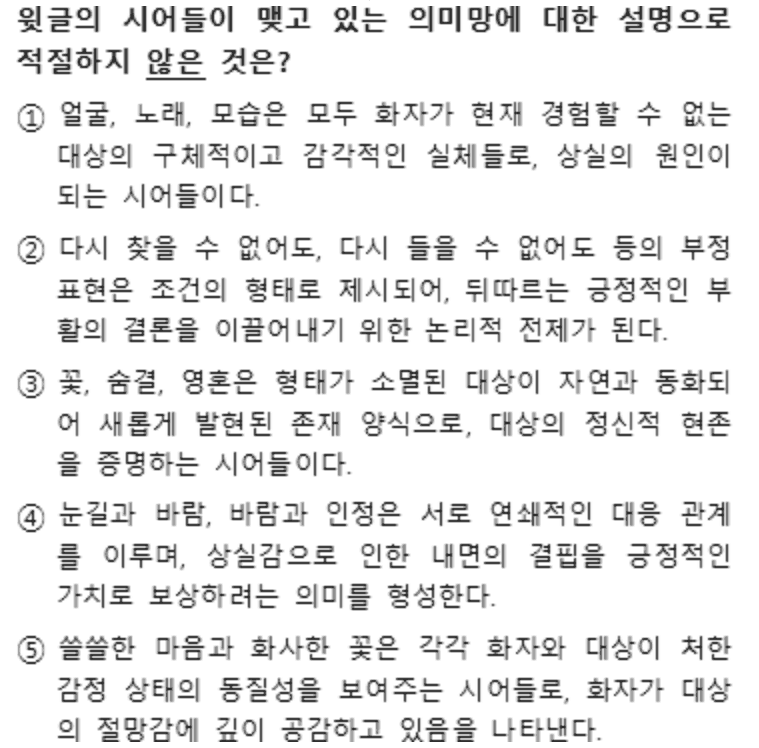 윗글의 시어들이 맺고 있는 의미망에 대한 설명으로
적절하지 않은 것은?
① 얼굴, 노래, 모습은 모두 화자가 현재 경험할 수 없는
대상의 구체적이고 감각적인 실체들로, 상실의 원인이
되는 시어들이다.
② 다시 찾을 수 없어도, 다시 들을 수 없어도 등의 부정
표현은 조건의 형태로 제시되어, 뒤따르는 긍정적인 부
활의 결론을 이끌어내기 위한 논리적 전제가 된다.
③ 꽃, 숨결, 영혼은 형태가 소멸된 대상이 자연과 동화되
어 새롭게 발현된 존재 양식으로, 대상의 정신적 현존
을 증명하는 시어들이다.
④ 눈길과 바람, 바람과 인정은 서로 연쇄적인 대응 관계
를 이루며, 상실감으로 인한 내면의 결핍을 긍정적인
가치로 보상하려는 의미를 형성한다.
⑤ 쓸쓸한 마음과 화사한 꽃은 각각 화자와 대상이 처한
감정 상태의 동질성을 보여주는 시어들로, 화자가 대상
의 절망감에 깊이 공감하고 있음을 나타낸다.